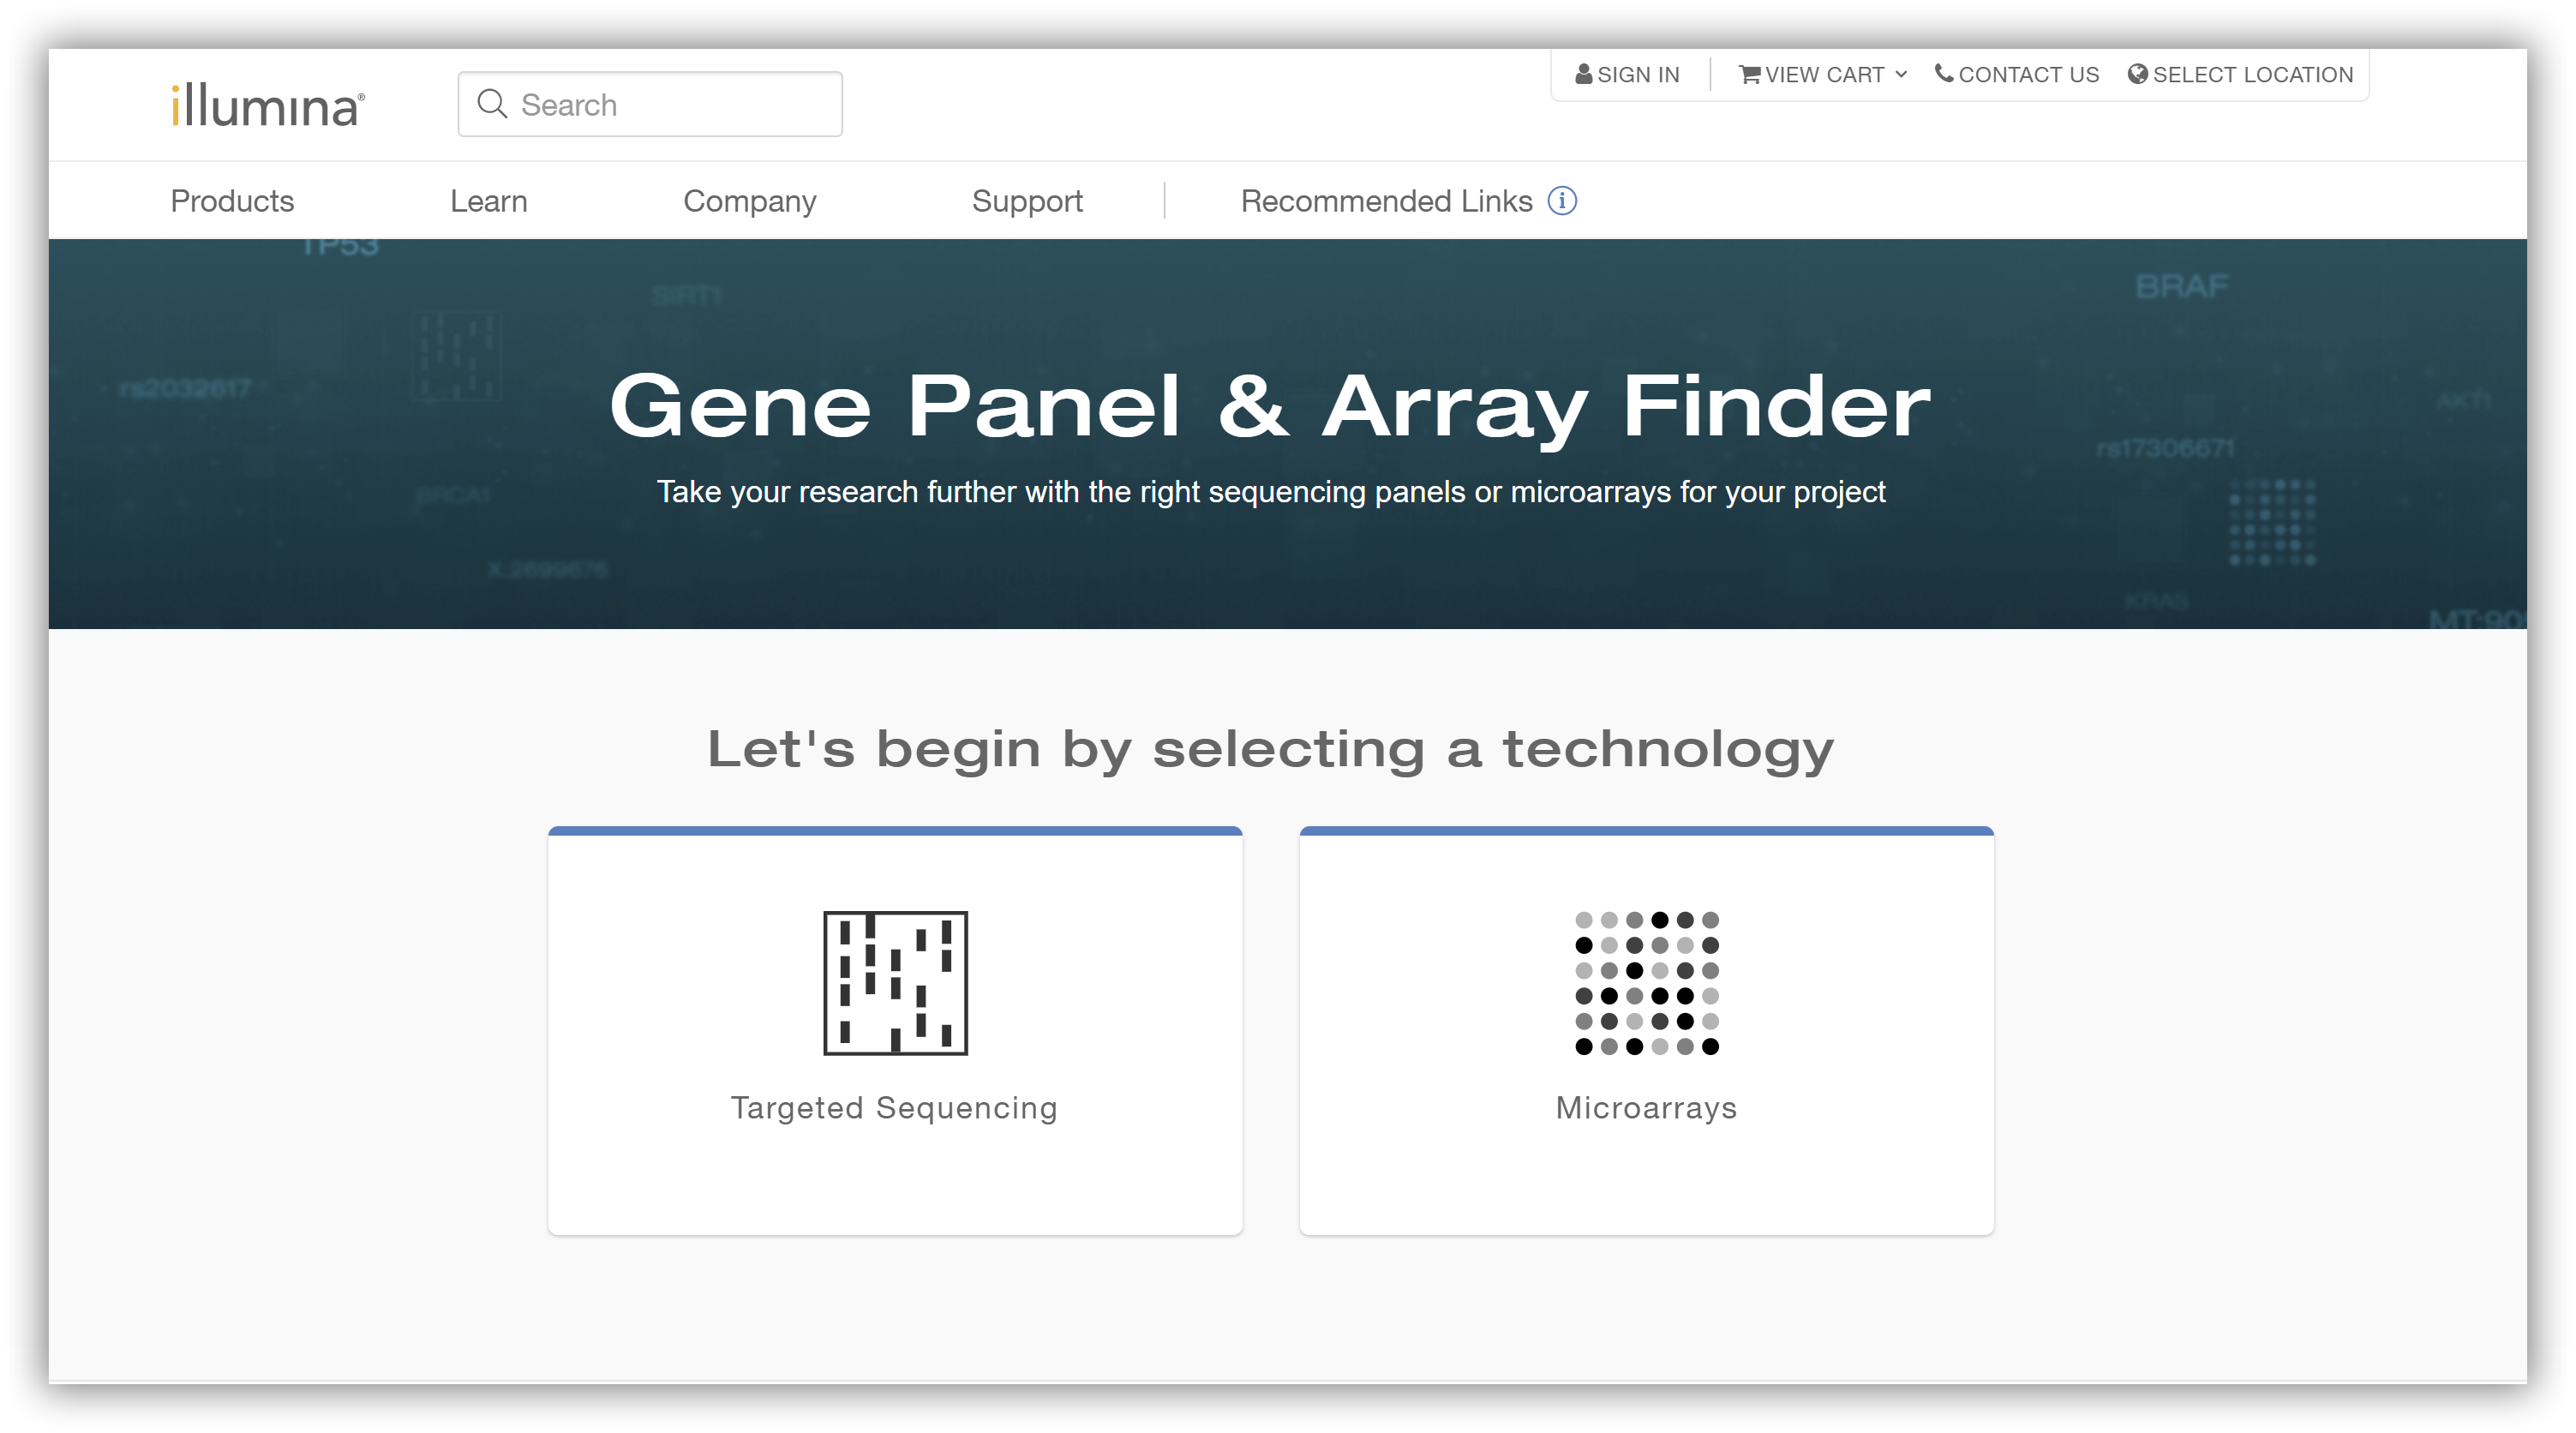 illumina®
Search
SIGN IN
VIEW CART
CONTACT US
SELECT LOCATION
Products
Learn
Company
Support
Recommended Links
TP53
SIRT1
BRAF
rs2032617
AKT1
Gene Panel & Array Finder
rs17306671
BRCA1
Take your research further with the right sequencing panels or microarrays for your project
X:2699676
KRAS
Let's begin by selecting a technology
Targeted Sequencing
Microarrays